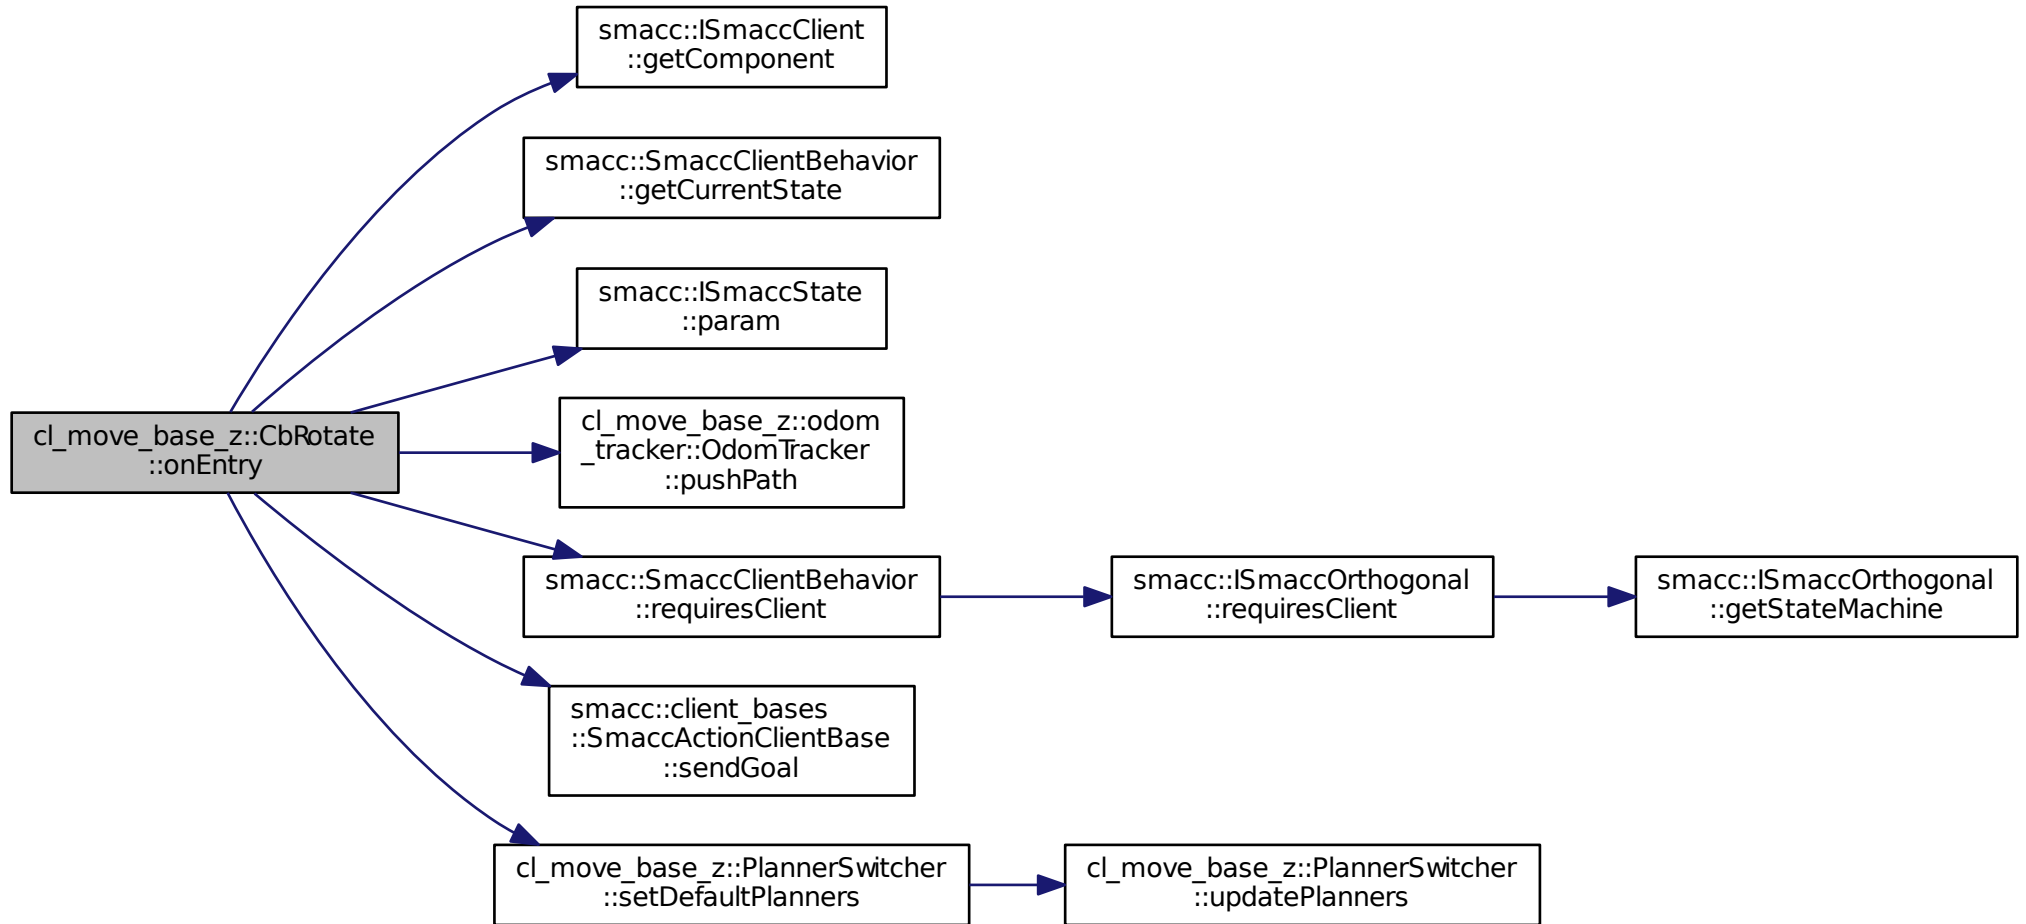 smacc::ISmaccClient
::getComponent
smacc::SmaccClientBehavior
::getCurrentState
smacc::ISmaccState
::param
cl_move_base_z::CbRotate
::onEntry
cl_move_base_z::odom
_tracker::OdomTracker
::pushPath
smacc::SmaccClientBehavior
::requiresClient
smacc::ISmaccOrthogonal
::requiresClient
smacc::ISmaccOrthogonal
::getStateMachine
smacc::client_bases
::SmaccActionClientBase
::sendGoal
cl_move_base_z::PlannerSwitcher
::setDefaultPlanners
cl_move_base_z::PlannerSwitcher
::updatePlanners